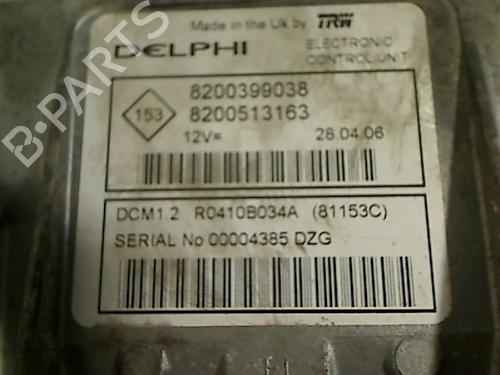 Made in the Uk by TRW
DELPHI
ELECTRONIC
CONTROL UNIT
153
8200399038
8200513163
12V=
28.04.06
DCM1.2 R0410B034A (81153C)
SERIAL No 00004385 DZG
B-PARTS